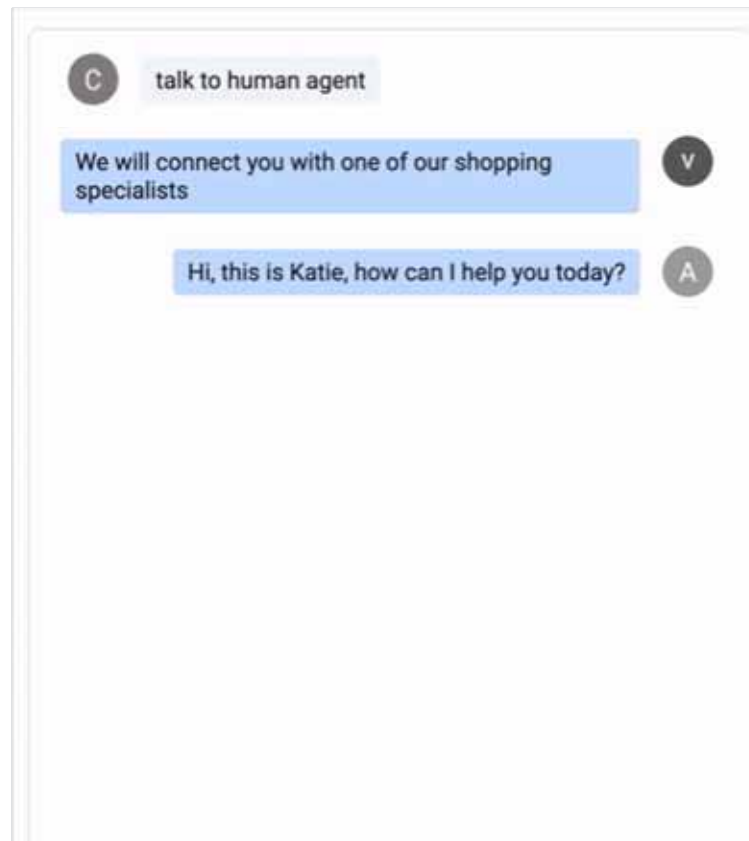 C
talk to human agent
We will connect you with one of our shopping
specialists
V
Hi, this is Katie, how can I help you today?
A